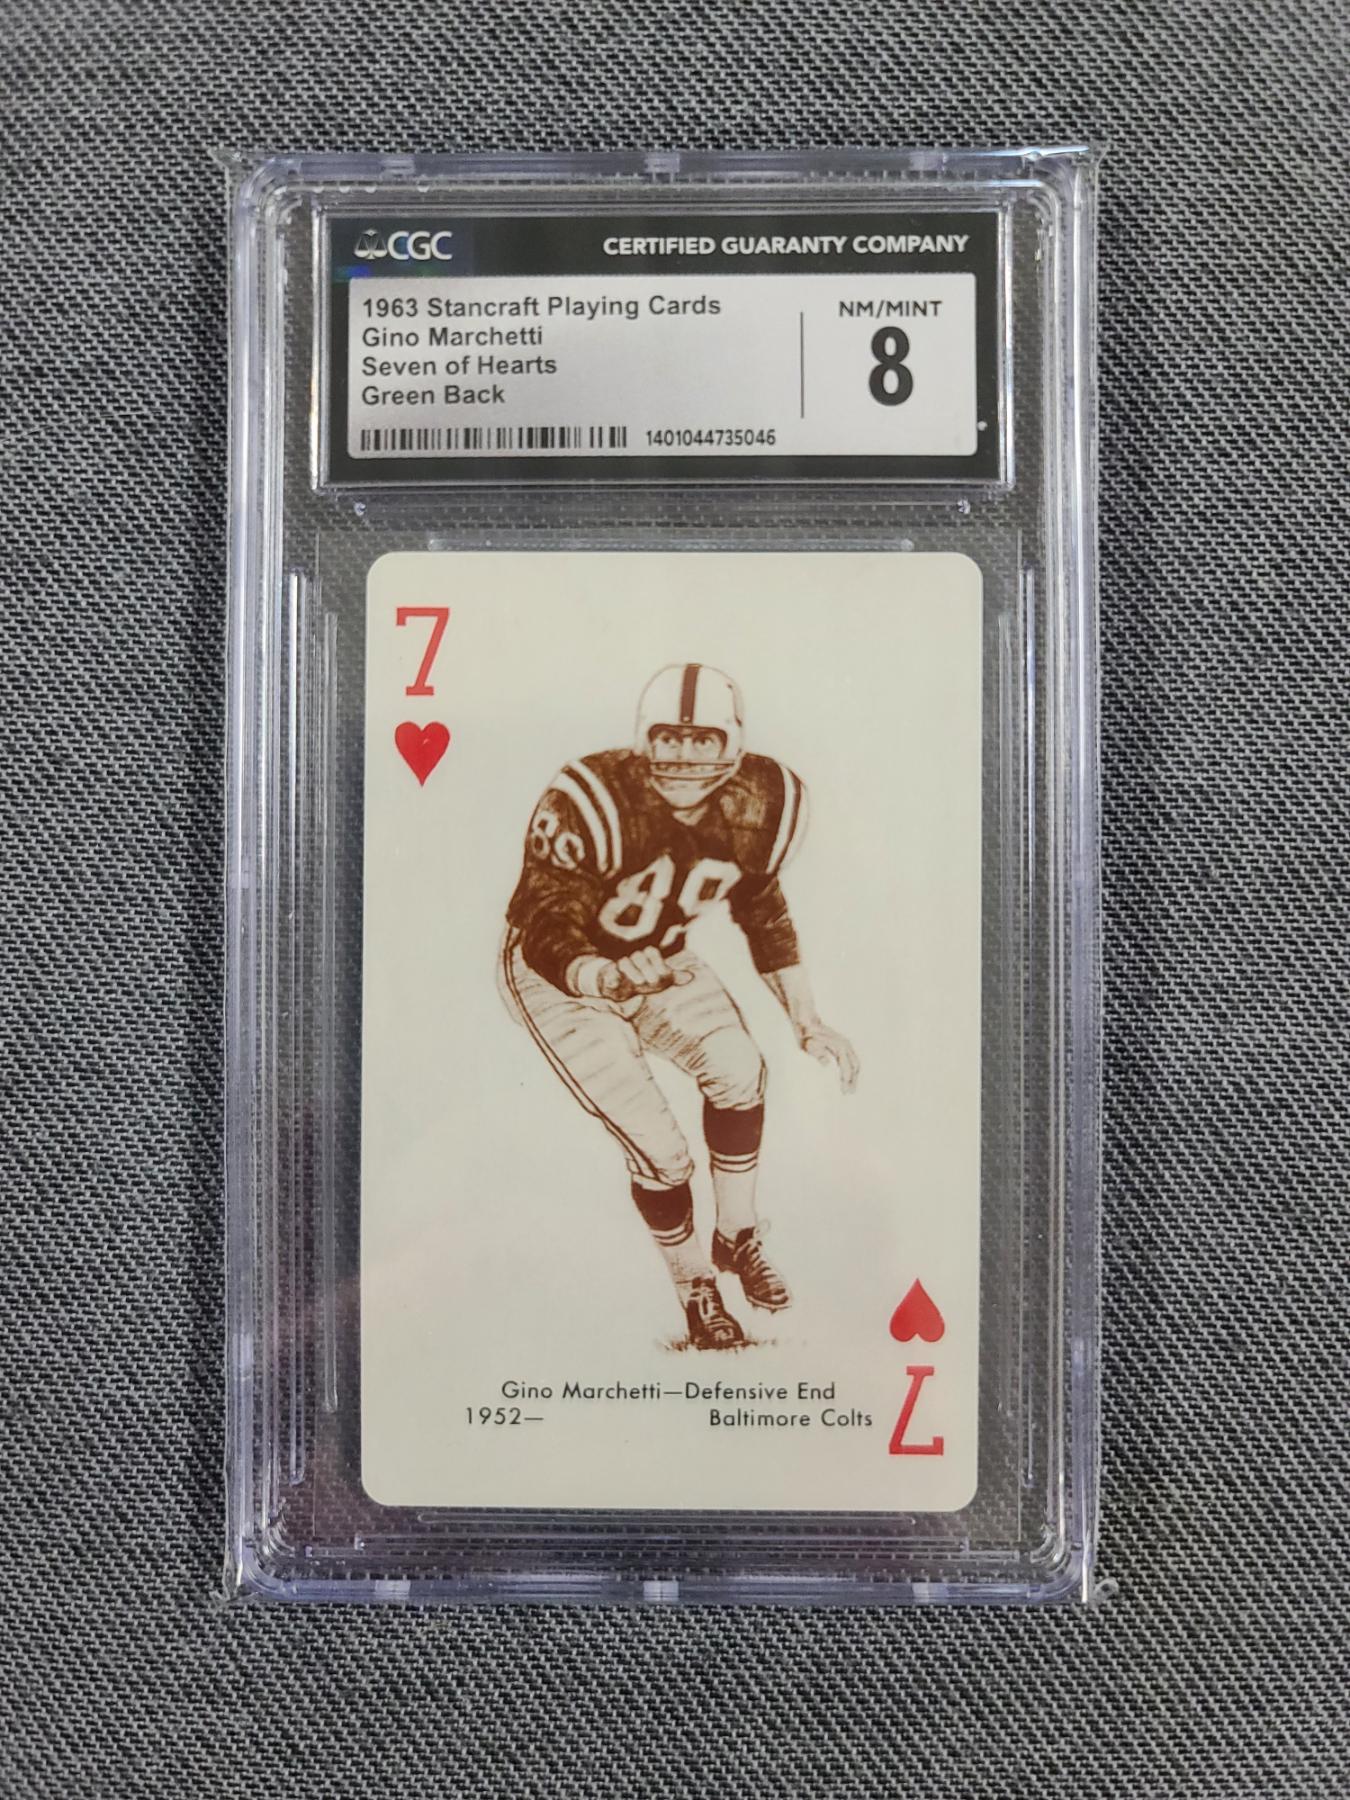 CGC CERTIFIED GUARANTY COMPANY
1963 Stancraft Playing Cards
Gino Marchetti
Seven of Hearts
Green Back
NM/MINT
8
1401044735046
7
89
89
Gino Marchetti—Defensive End
1952— Baltimore Colts
7